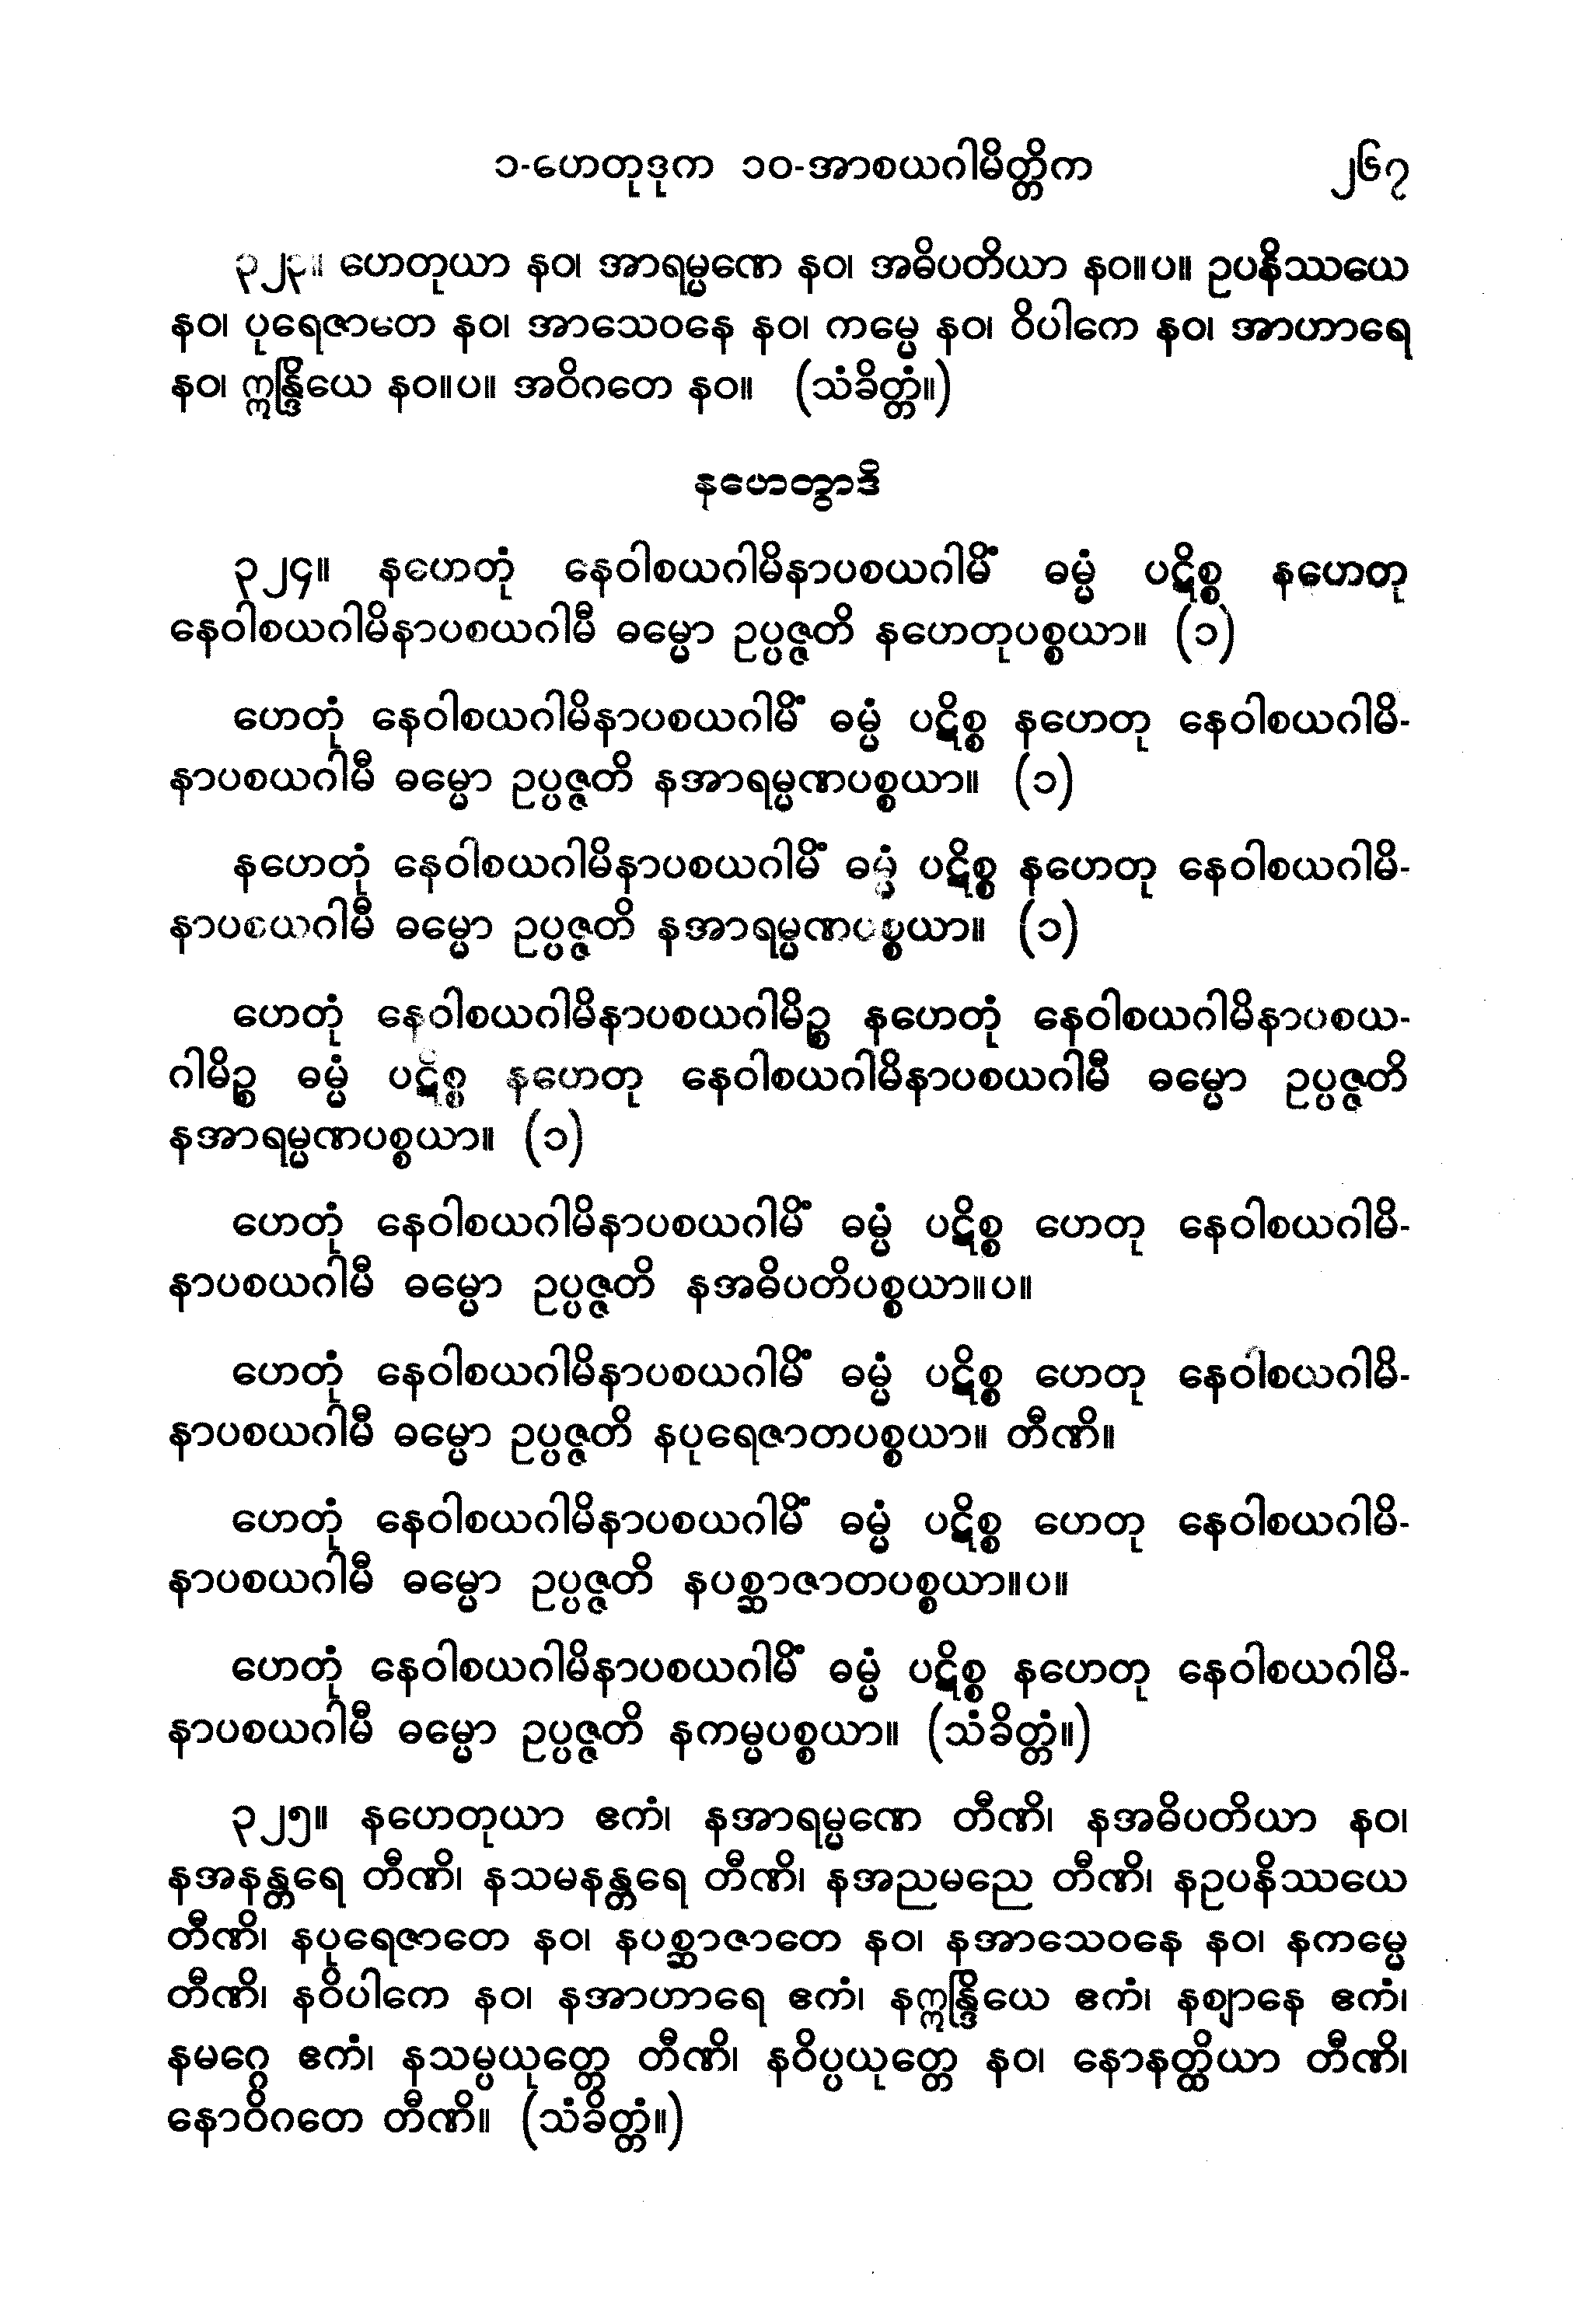 ၁-ဟေတုဒုက ၁၀-အာစယဂါမိတ္တိက ၂၆၇
၃၂၃။ ဟေတုယာ နဝ၊ အာရမ္မဏေ နဝ၊ အဓိပတိယာ နဝ။ပ။ ဥပနိဿယေ
နဝ၊ ပုရေဇာတေ နဝ၊ အာသေဝနေ နဝ၊ ကမ္မေ နဝ၊ ဝိပါကေ နဝ၊ အာဟာရေ
နဝ၊ ဣန္ဒြိယေ နဝ။ပ။ အဝိဂတေ နဝ။ (သံခိတ္တံ။)
နဟေတွာဒိ
၃၂၄။ နဟေတုံ နေဝါစယဂါမိနာပစယဂါမိံ ဓမ္မံ ပဋိစ္စ နဟေတု
နေဝါစယဂါမိနာပစယဂါမီ ဓမ္မော ဥပ္ပဇ္ဇတိ နဟေတုပစ္စယာ။ (၁)
ဟေတုံ နေဝါစယဂါမိနာပစယဂါမိံ ဓမ္မံ ပဋိစ္စ နဟေတု နေဝါစယဂါမိ-
နာပစယဂါမီ ဓမ္မော ဥပ္ပဇ္ဇတိ နအာရမ္မဏပစ္စယာ။ (၁)
နဟေတုံ နေဝါစယဂါမိနာပစယဂါမိံ ဓမ္မံ ပဋိစ္စ နဟေတု နေဝါစယဂါမိ-
နာပစယဂါမီ ဓမ္မော ဥပ္ပဇ္ဇတိ နအာရမ္မဏပစ္စယာ။ (၁)
ဟေတုံ နေဝါစယဂါမိနာပစယဂါမိဉ္စ နဟေတုံ နေဝါစယဂါမိနာပစယ-
ဂါမိဉ္စ ဓမ္မံ ပဋိစ္စ နဟေတု နေဝါစယဂါမိနာပစယဂါမီ ဓမ္မော ဥပ္ပဇ္ဇတိ
နအာရမ္မဏပစ္စယာ။ (၁)
ဟေတုံ နေဝါစယဂါမိနာပစယဂါမိံ ဓမ္မံ ပဋိစ္စ ဟေတု နေဝါစယဂါမိ-
နာပစယဂါမီ ဓမ္မော ဥပ္ပဇ္ဇတိ နအဓိပတိပစ္စယာ။ပ။
ဟေတုံ နေဝါစယဂါမိနာပစယဂါမိံ ဓမ္မံ ပဋိစ္စ ဟေတု နေဝါစယဂါမိ-
နာပစယဂါမီ ဓမ္မော ဥပ္ပဇ္ဇတိ နပုရေဇာတပစ္စယာ။ တီဏိ။
ဟေတုံ နေဝါစယဂါမိနာပစယဂါမိံ ဓမ္မံ ပဋိစ္စ ဟေတု နေဝါစယဂါမိ-
နာပစယဂါမီ ဓမ္မော ဥပ္ပဇ္ဇတိ နပစ္ဆာဇာတပစ္စယာ။ပ။
ဟေတုံ နေဝါစယဂါမိနာပစယဂါမိံ ဓမ္မံ ပဋိစ္စ နဟေတု နေဝါစယဂါမိ-
နာပစယဂါမီ ဓမ္မော ဥပ္ပဇ္ဇတိ နကမ္မပစ္စယာ။ (သံခိတ္တံ။)
၃၂၅။ နဟေတုယာ ဧကံ၊ နအာရမ္မဏေ တီဏိ၊ နအဓိပတိယာ နဝ၊
နအနန္တရေ တီဏိ၊ နသမနန္တရေ တီဏိ၊ နအညမညေ တီဏိ၊ နဥပနိဿယေ
တီဏိ၊ နပုရေဇာတေ နဝ၊ နပစ္ဆာဇာတေ နဝ၊ နအာသေဝနေ နဝ၊ နကမ္မေ
တီဏိ၊ နဝိပါကေ နဝ၊ နအာဟာရေ ဧကံ၊ နဣန္ဒြိယေ ဧကံ၊ နဈာနေ ဧကံ၊
နမဂ္ဂေ ဧကံ၊ နသမ္ပယုတ္တေ တီဏိ၊ နဝိပ္ပယုတ္တေ နဝ၊ နောနတ္ထိယာ တီဏိ၊
နောဝိဂတေ တီဏိ။ (သံခိတ္တံ။)